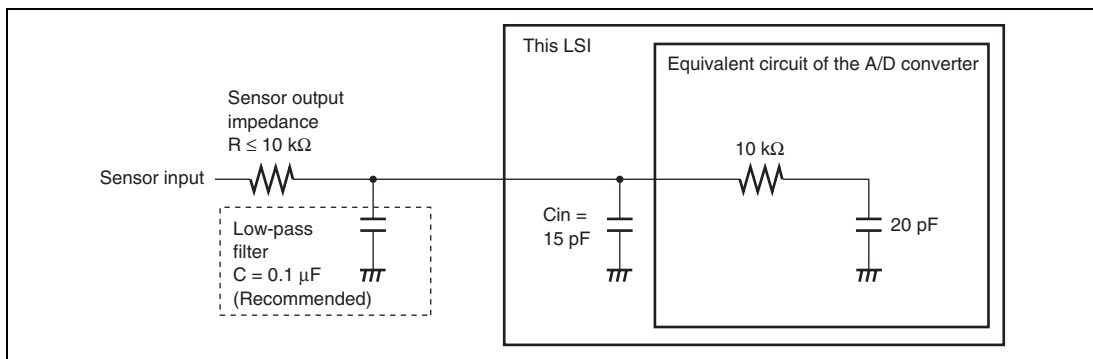 This LSI
Equivalent circuit of the A/D converter
Sensor output
impedance
R ≤ 10 kΩ
10 kΩ
Sensor input
Low-pass
filter
C = 0.1 μF
(Recommended)
Cin =
15 pF
20 pF